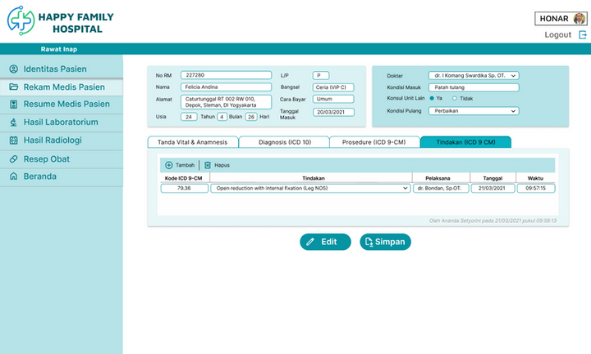 HAPPY FAMILY
HOSPITAL
HONAR
Logout
Rawat Inap
Identitas Pasien
Rekam Medis Pasien
Resume Medis Pasien
Hasil Laboratorium
Hasil Radiologi
Resep Obat
Beranda
No RM 227280 L/P P
Nama Felicia Andina Bangsal Ceria (VIP C)
Alamat Caturtunggal RT 002 RW 010, Cara Bayar Umum
Depok, Sleman, DI Yogyakarta
Tanggal Masuk 20/03/2021
Usia 24 Tahun 4 Bulan 26 Hari
Dokter dr. I Komang Swardika Sp. OT.
Kondisi Masuk Patah tulang
Konsul Unit Lain Ya Tidak
Kondisi Pulang Perbaikan
Tanda Vital & Anamnesis Diagnosis (ICD 10) Prosedure (ICD 9-CM) Tindakan (ICD 9 CM)
Tambah Hapus
Kode ICD 9-CM Tindakan Pelaksana Tanggal Waktu
79.36 Open reduction with internal fixation (Leg NOS) dr. Bondan, Sp.OT. 21/03/2021 09:57:15
Oleh Ananda Setyorini pada 21/03/2021 pukul 09:59:13
Edit Simpan